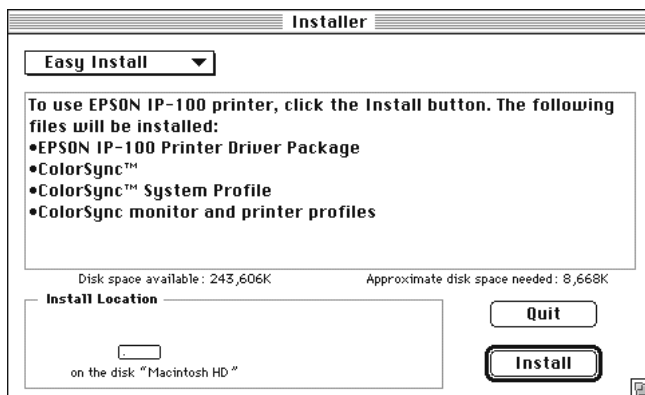 Installer
Easy Install
To use EPSON IP-100 printer, click the Install button. The following
files will be installed:
•EPSON IP-100 Printer Driver Package
•ColorSync™
•ColorSync™ System Profile
•ColorSync monitor and printer profiles
Disk space available: 243,606K
Approximate disk space needed: 8,668K
Install Location
on the disk “Macintosh HD”
Quit
Install